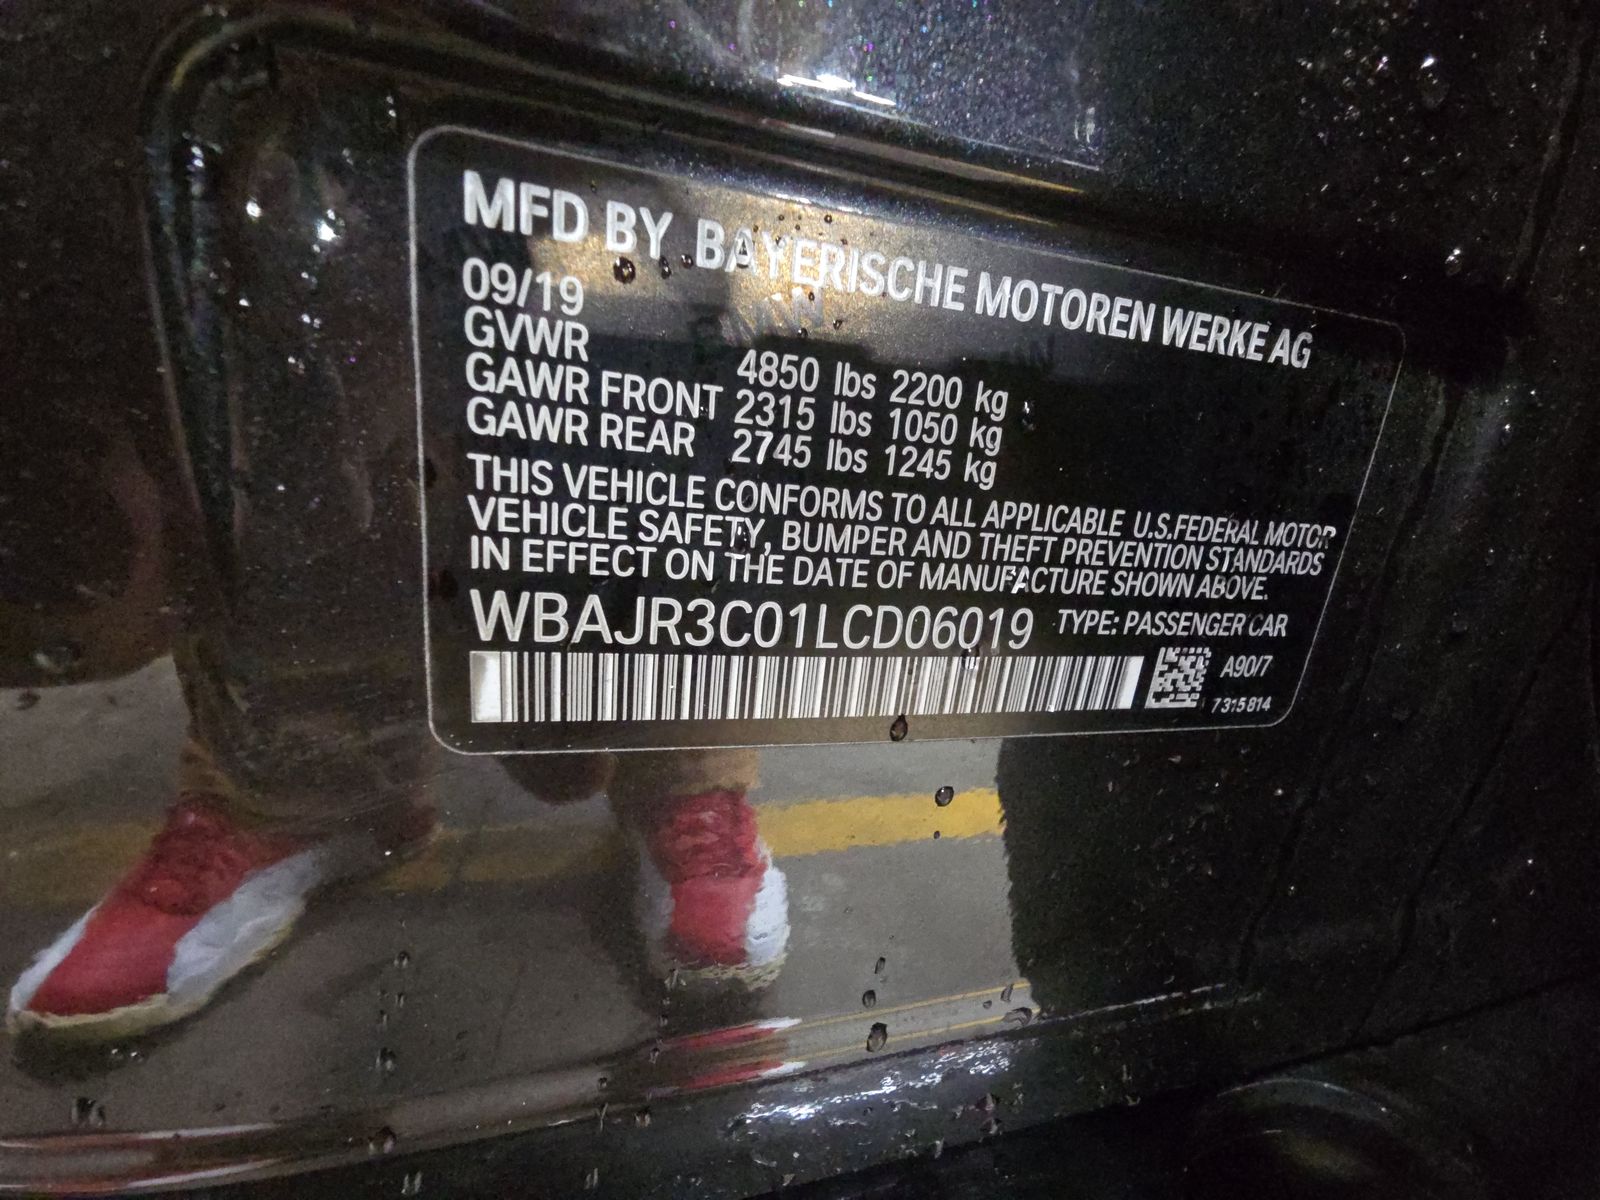 MFD BY BAYERISCHE MOTOREN WERKE AG
09/19
GVWR 4850 lbs 2200 kg
GAWR FRONT 2315 lbs 1050 kg
GAWR REAR 2745 lbs 1245 kg
THIS VEHICLE CONFORMS TO ALL APPLICABLE U.S.FEDERAL MOTOR
VEHICLE SAFETY, BUMPER AND THEFT PREVENTION STANDARDS
IN EFFECT ON THE DATE OF MANUFACTURE SHOWN ABOVE.
WBAJR3C01LCD06019 TYPE: PASSENGER CAR
A90/7
7315814